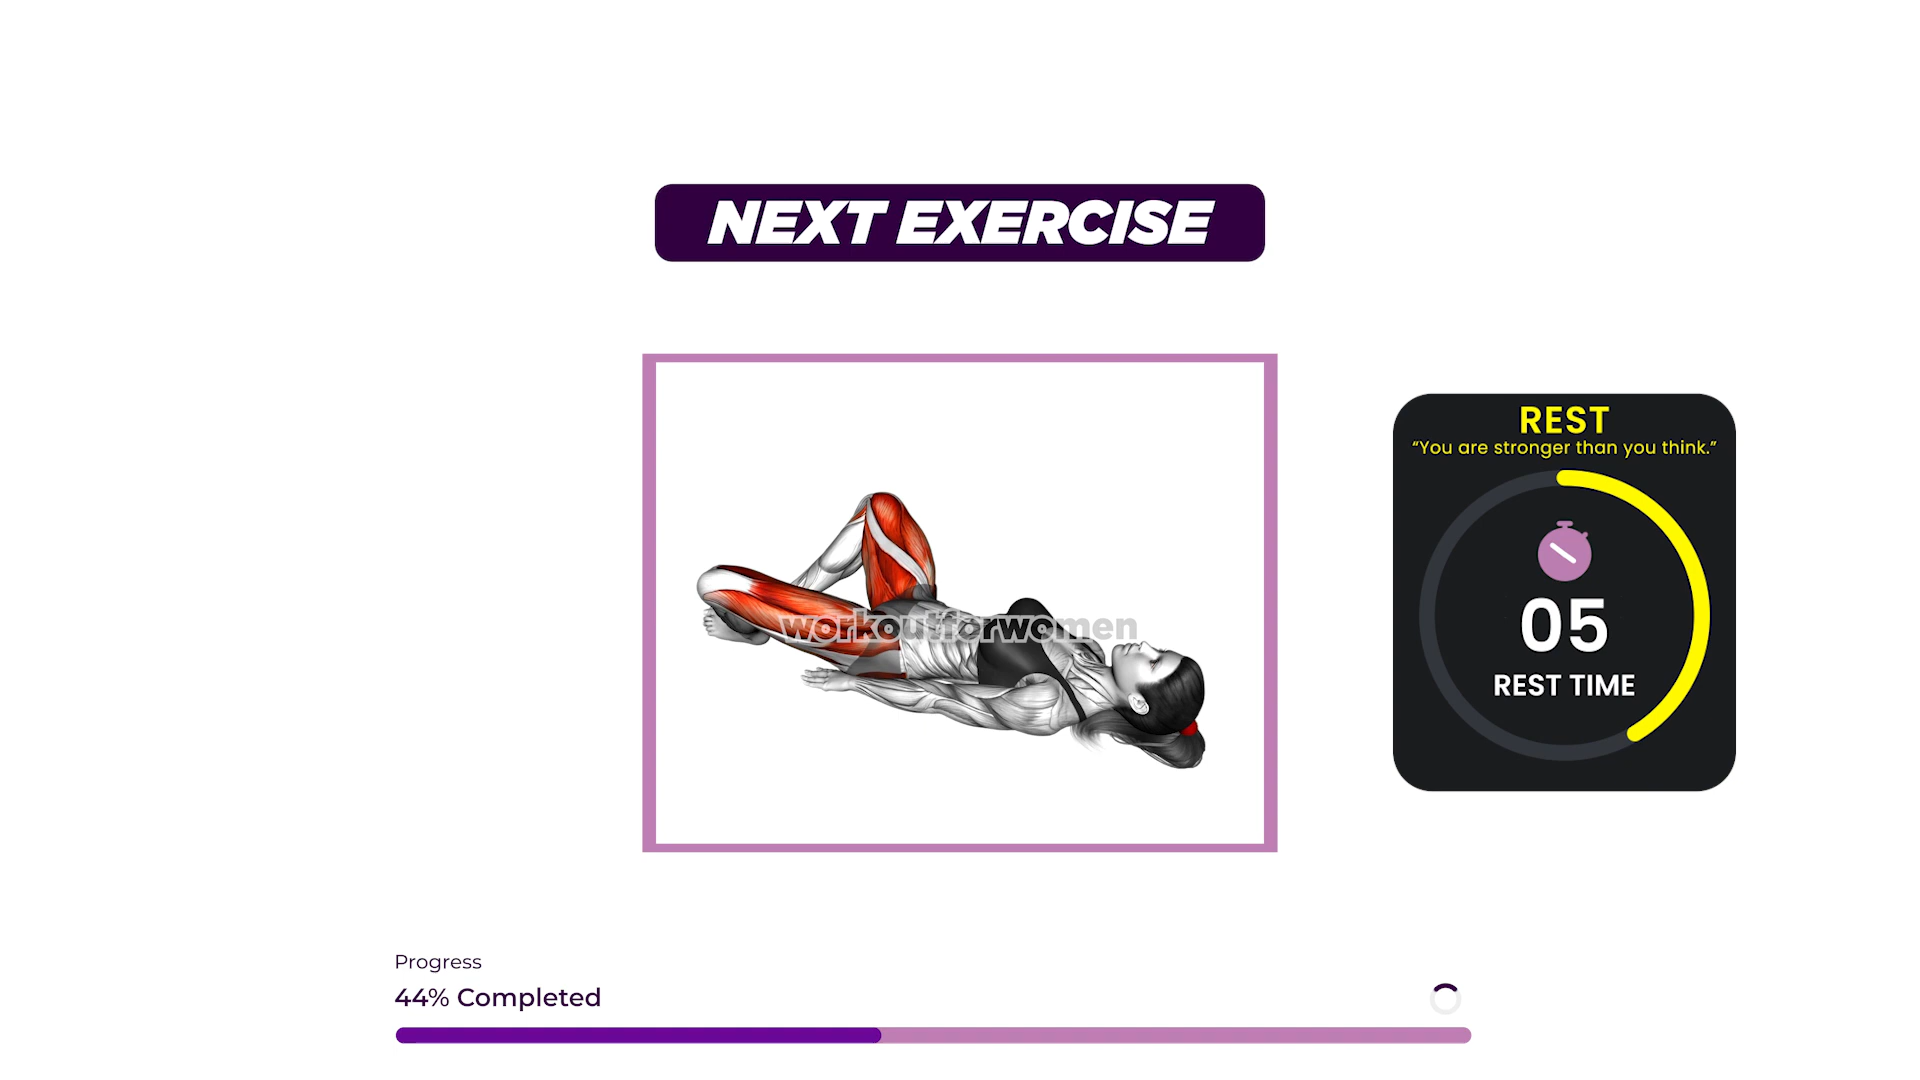 NEXT EXERCISE
workoutforwomen
REST
“You are stronger than you think.”
05
REST TIME
Progress
44% Completed